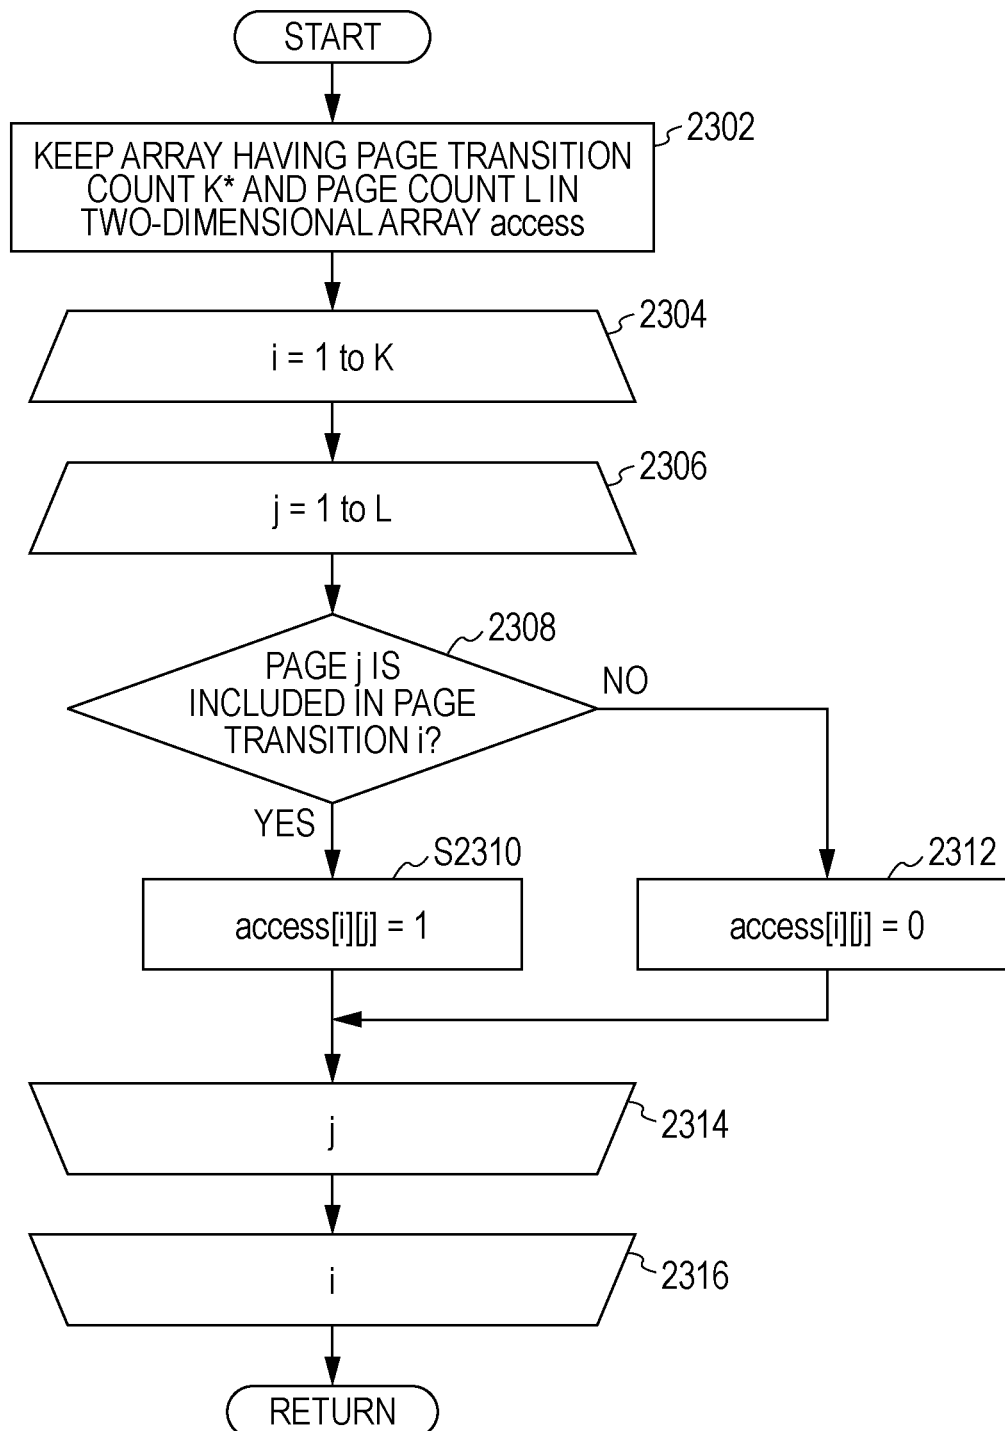 START
2302
KEEP ARRAY HAVING PAGE TRANSITION
COUNT K* AND PAGE COUNT L IN
TWO-DIMENSIONAL ARRAY access
2304
i = 1 to K
2306
j = 1 to L
2308
PAGE j IS
INCLUDED IN PAGE
TRANSITION i?
NO
YES
S2310
access[i][j] = 1
2312
access[i][j] = 0
j
2314
i
2316
RETURN